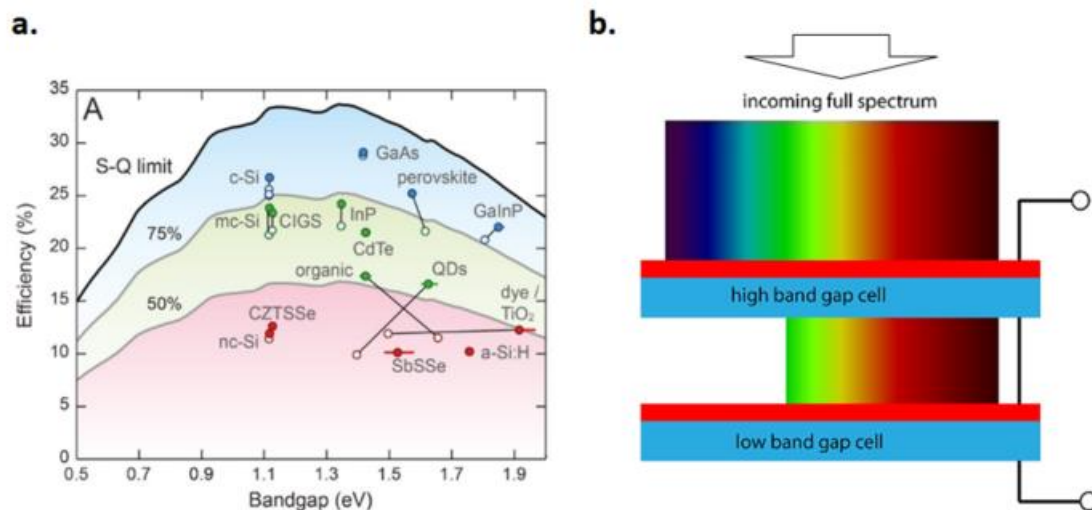 a.
A
35
30
25
20
15
10
5
0
Efficiency (%)
S-Q limit
75%
50%
c-Si
GaAs
perovskite
GaInP
mc-Si
CIGS
InP
CdTe
organic
QDs
dye /
TiO₂
CZTSSe
nc-Si
SbSSe
a-Si:H
0.5 0.7 0.9 1.1 1.3 1.5 1.7 1.9
Bandgap (eV)
b.
incoming full spectrum
high band gap cell
low band gap cell